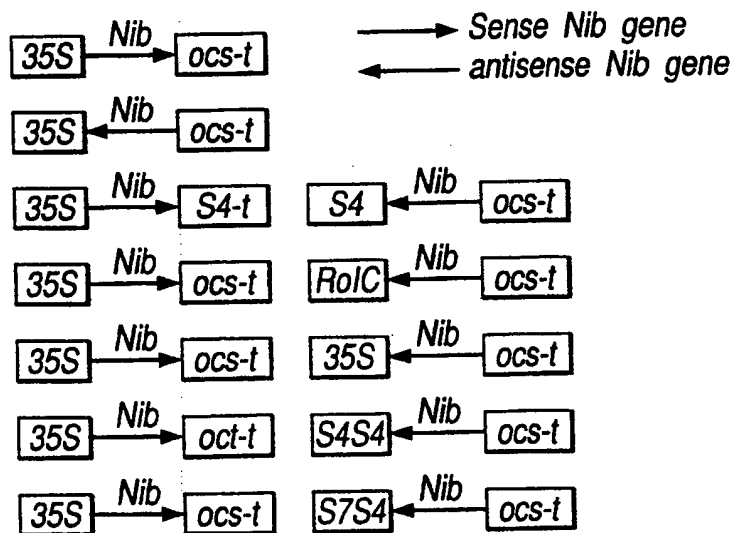 Nib
35S ocs-t
Sense Nib gene
antisense Nib gene
Nib
35S ocs-t
Nib Nib
35S S4-t S4 ocs-t
Nib Nib
35S ocs-t RolC ocs-t
Nib Nib
35S ocs-t 35S ocs-t
Nib Nib
35S oct-t S4S4 ocs-t
Nib Nib
35S ocs-t S7S4 ocs-t